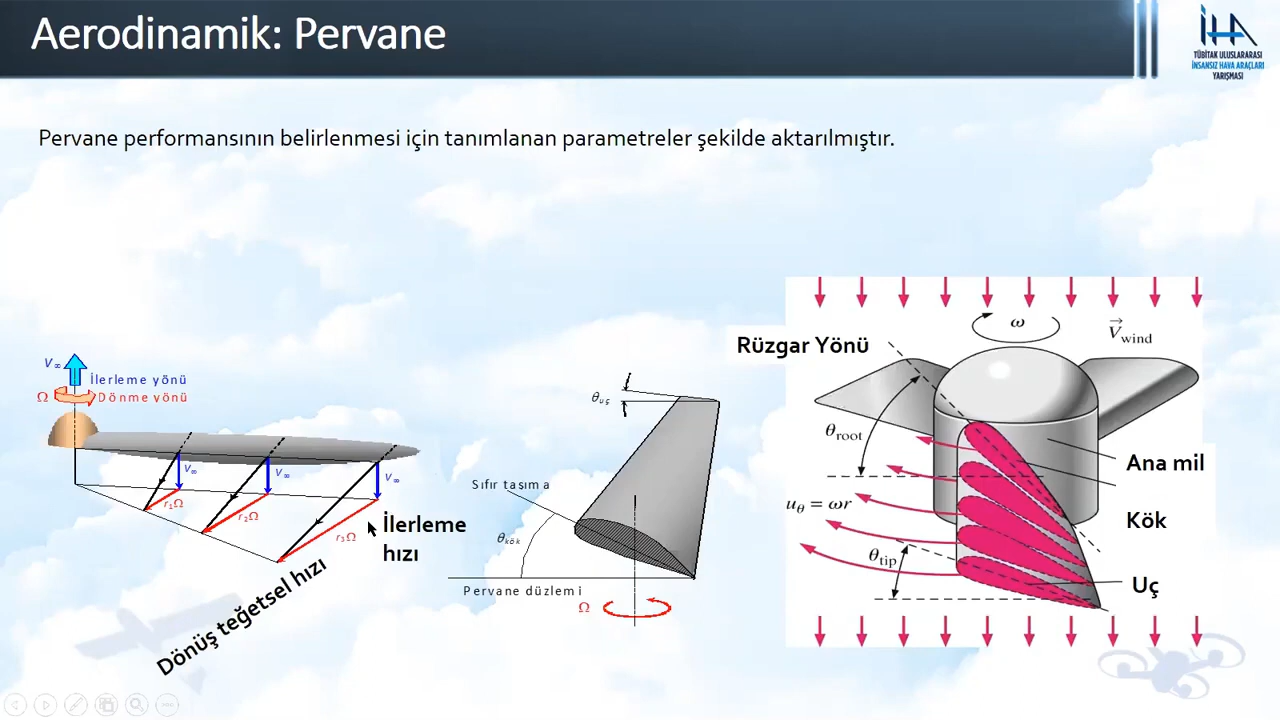 Aerodinamik: Pervane
İHA
TÜBİTAK ULUSLARARASI
İNSANSIZ HAVA ARAÇLARI
YARIŞMASI
Pervane performansının belirlenmesi için tanımlanan parametreler şekilde aktarılmıştır.
V∞
İlerleme yönü
Ω Dönme yönü
V∞
V∞
V∞
r₁Ω
r₂Ω
r₃Ω
İlerleme
hızı
Dönüş teğetsel hızı
θuç
Sıfır taşıma
θkök
Pervane düzlemi
Ω
ω
V⃗wind
Rüzgar Yönü
θroot
Ana mil
uθ = ωr
Kök
θtip
Uç